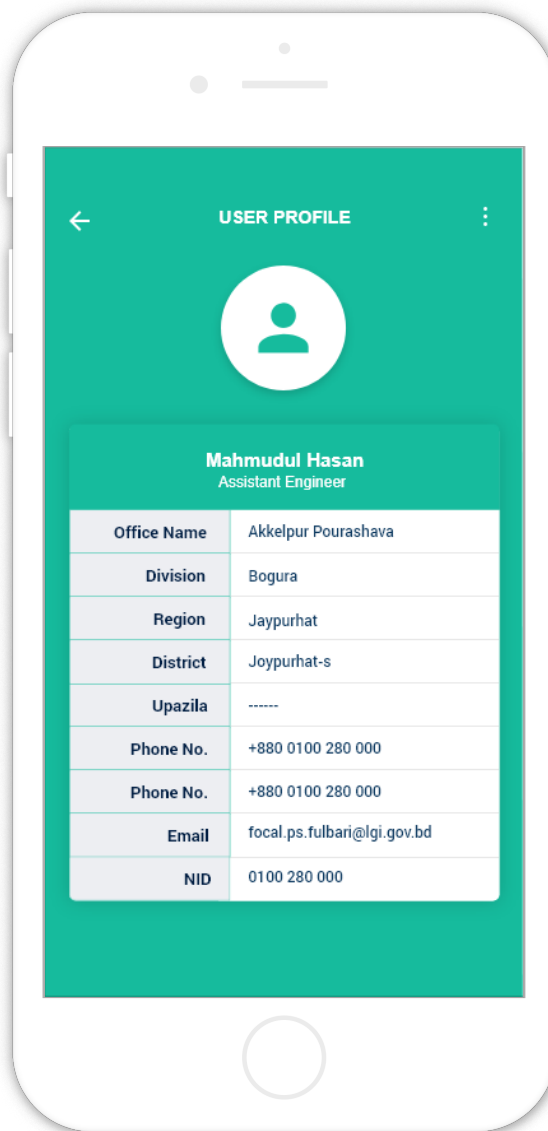 USER PROFILE
Mahmudul Hasan
Assistant Engineer
Office Name Akkelpur Pourashava
Division Bogura
Region Jaypurhat
District Joypurhat-s
Upazila ------
Phone No. +880 0100 280 000
Phone No. +880 0100 280 000
Email focal.ps.fulbari@lgi.gov.bd
NID 0100 280 000